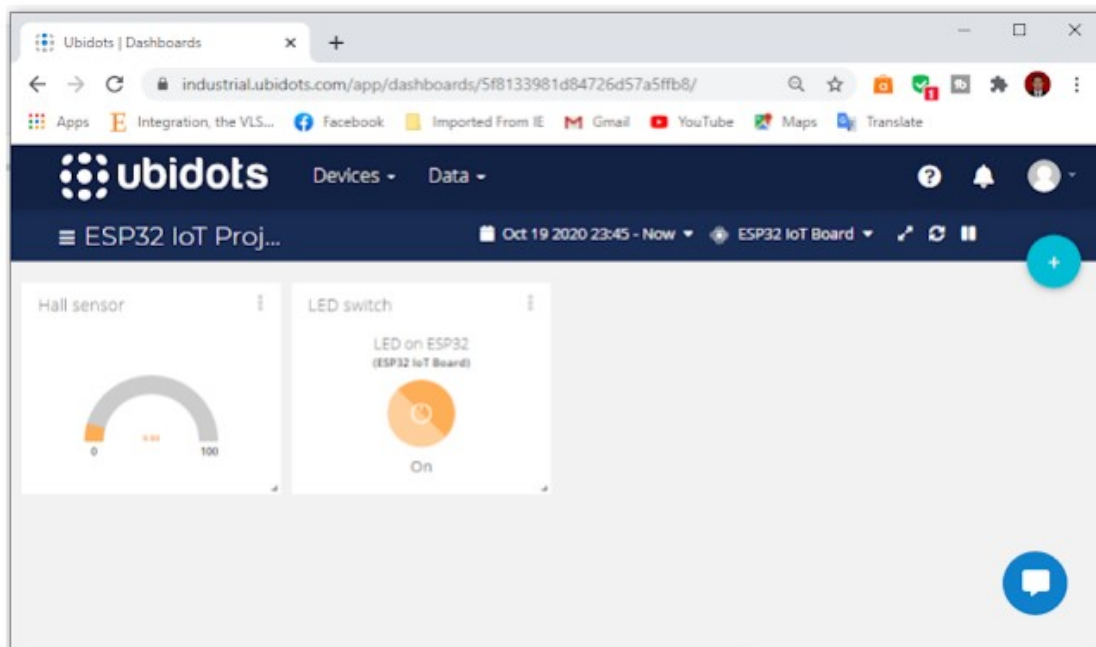 Ubidots | Dashboards
industrial.ubidots.com/app/dashboards/5f8133981d84726d57a5ffb8/
Apps Integration, the VLS... Facebook Imported From IE Gmail YouTube Maps Translate
ubidots Devices Data
ESP32 IoT Proj... Oct 19 2020 23:45 - Now ESP32 IoT Board
+
Hall sensor
LED switch
LED on ESP32
(ESP32 IoT Board)
0 100
On